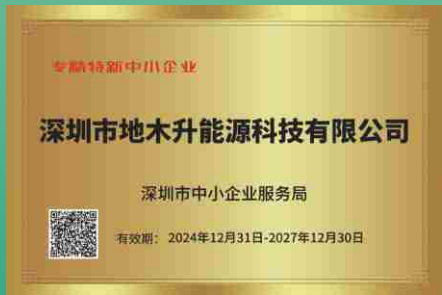 专精特新中小企业
深圳市地木升能源科技有限公司
深圳市中小企业服务局
有效期： 2024年12月31日-2027年12月30日